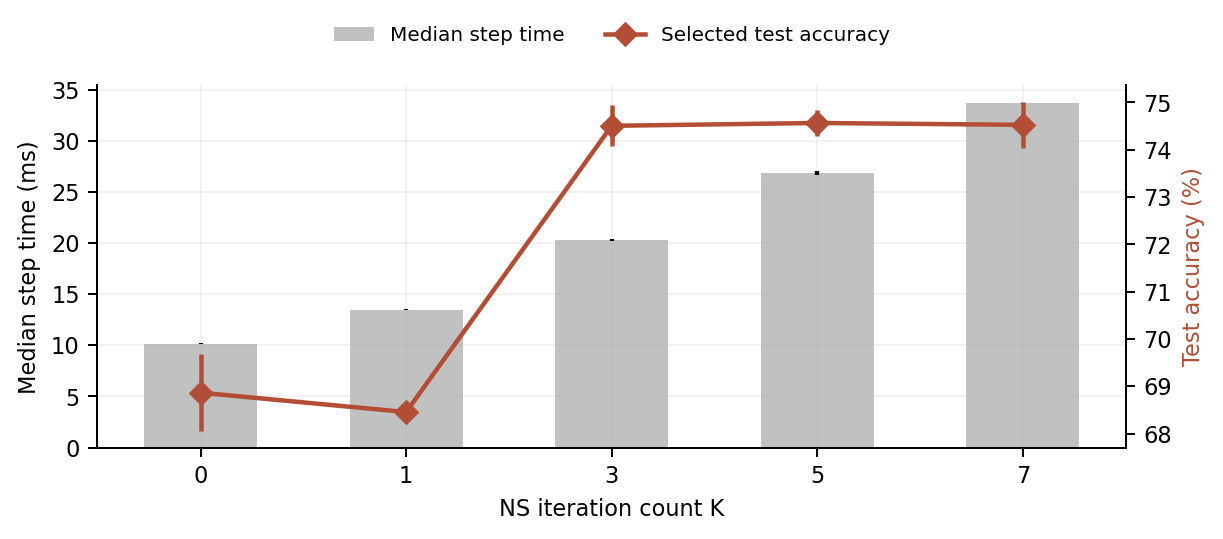 Median step time
Selected test accuracy
Median step time (ms)
35
30
25
20
15
10
5
0
75
74
73
72
71
70
69
68
Test accuracy (%)
0 1 3 5 7
NS iteration count K